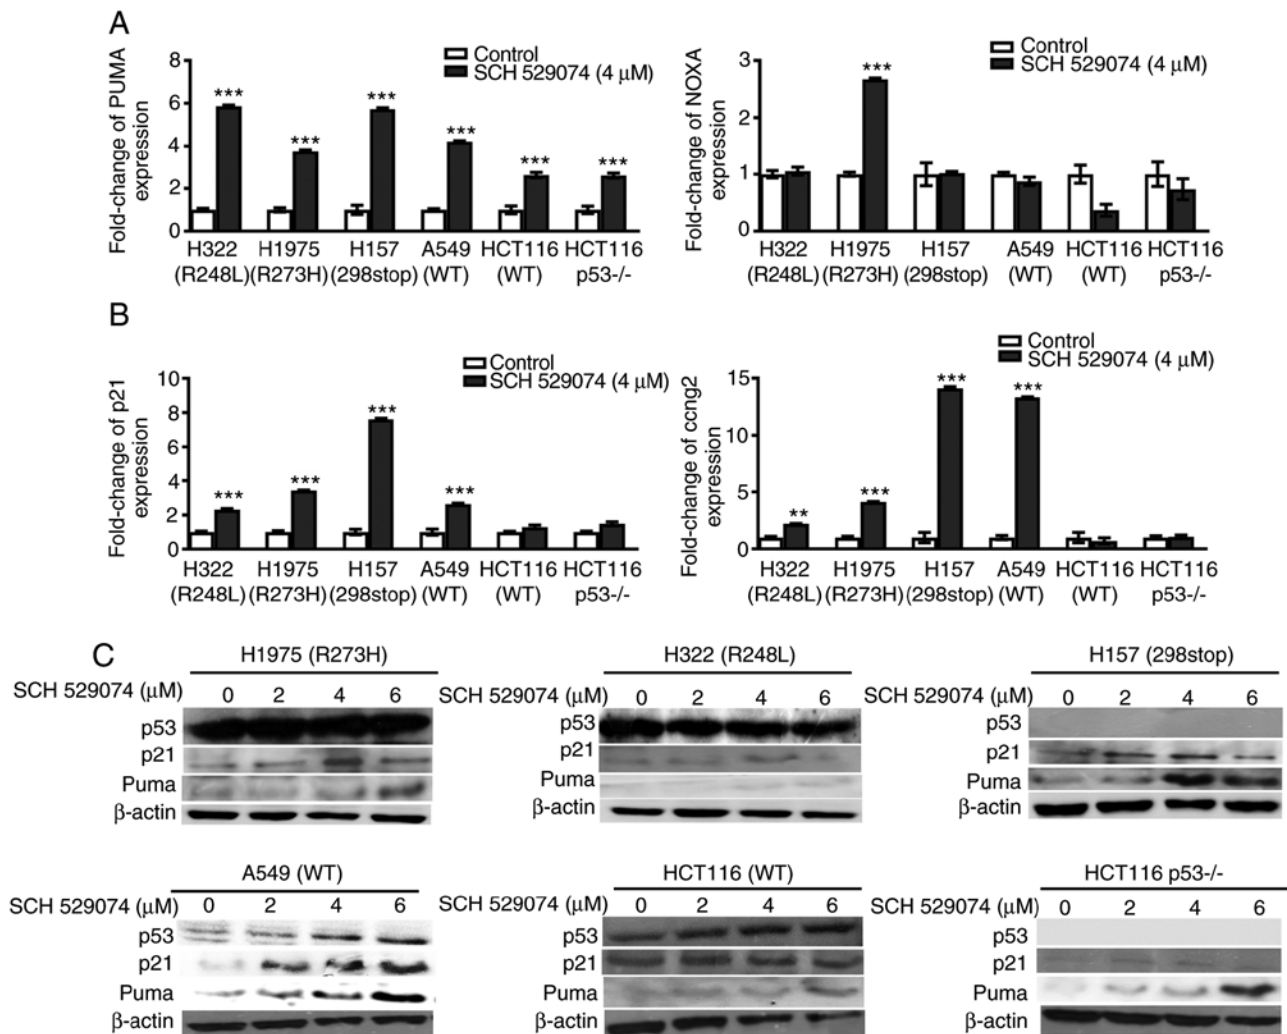 A
Fold-change of PUMA
expression
8
6
4
2
0
Control
SCH 529074 (4 µM)
***
***
***
***
***
***
H322 H1975 H157 A549 HCT116 HCT116
(R248L) (R273H) (298stop) (WT) (WT) p53-/-
Fold-change of NOXA
expression
3
2
1
0
Control
SCH 529074 (4 µM)
***
H322 H1975 H157 A549 HCT116 HCT116
(R248L) (R273H) (298stop) (WT) (WT) p53-/-
B
Fold-change of p21
expression
10
8
6
4
2
0
Control
SCH 529074 (4 µM)
***
***
***
***
H322 H1975 H157 A549 HCT116 HCT116
(R248L) (R273H) (298stop) (WT) (WT) p53-/-
Fold-change of ccng2
expression
15
10
5
0
Control
SCH 529074 (4 µM)
**
***
***
***
H322 H1975 H157 A549 HCT116 HCT116
(R248L) (R273H) (298stop) (WT) (WT) p53-/-
C
H1975 (R273H)
SCH 529074 (µM) 0 2 4 6
p53
p21
Puma
β-actin
H322 (R248L)
SCH 529074 (µM) 0 2 4 6
p53
p21
Puma
β-actin
H157 (298stop)
SCH 529074 (µM) 0 2 4 6
p53
p21
Puma
β-actin
A549 (WT)
SCH 529074 (µM) 0 2 4 6
p53
p21
Puma
β-actin
HCT116 (WT)
SCH 529074 (µM) 0 2 4 6
p53
p21
Puma
β-actin
HCT116 p53-/-
SCH 529074 (µM) 0 2 4 6
p53
p21
Puma
β-actin